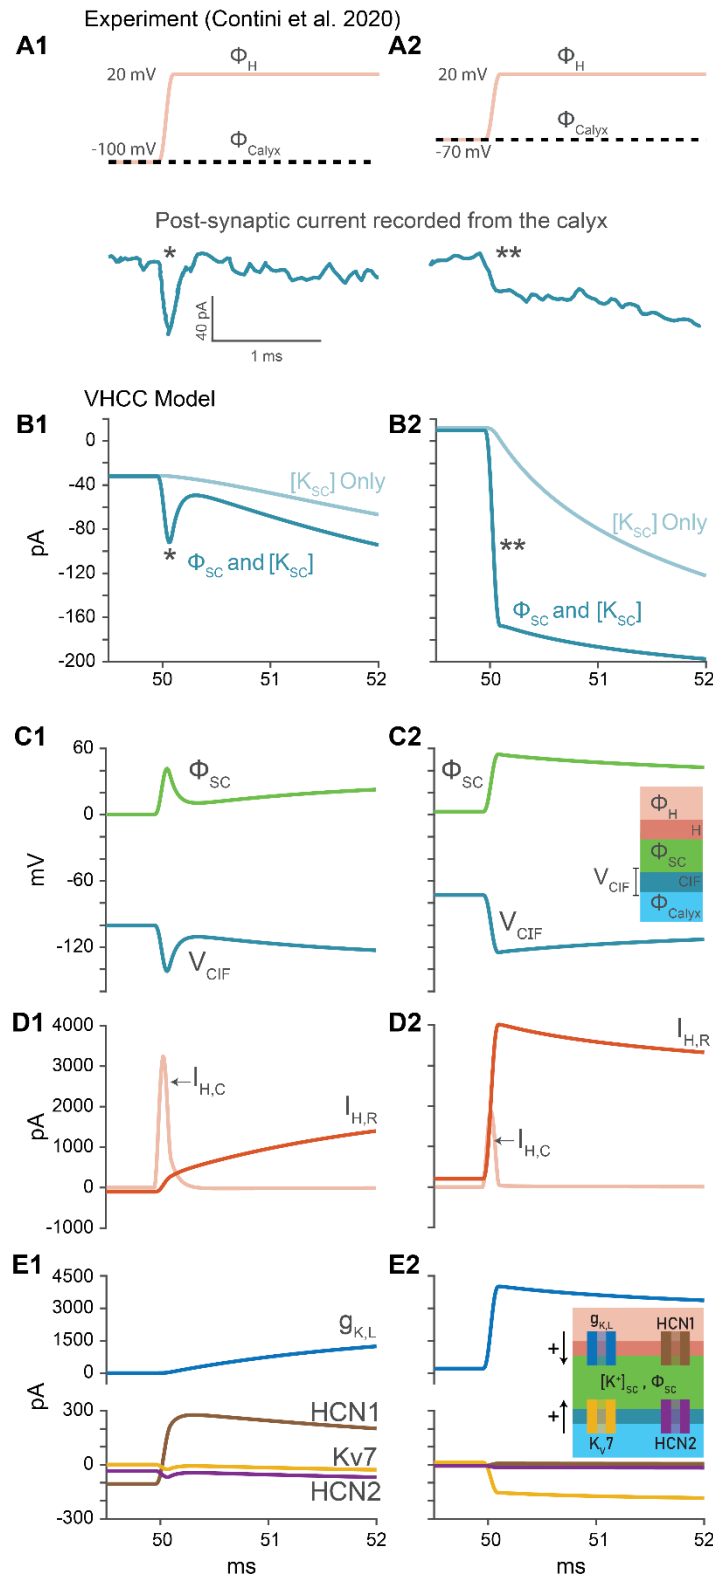 Experiment (Contini et al. 2020)
A1
A2
20 mV
Φ_H
-100 mV
Φ_Calyx
20 mV
Φ_H
-70 mV
Φ_Calyx
Post-synaptic current recorded from the calyx
*
**
40 pA
1 ms
VHCC Model
B1
B2
0
-40
-80
-120
-160
-200
pA
[K_SC] Only
*
Φ_SC and [K_SC]
50
51
52
[K_SC] Only
**
Φ_SC and [K_SC]
50
51
52
C1
C2
60
0
-60
-120
mV
Φ_SC
V_CIF
Φ_SC
V_CIF
Φ_H
H
Φ_SC
V_CIF
CIF
Φ_Calyx
D1
D2
4000
3000
2000
1000
0
-1000
pA
I_H,C
I_H,R
I_H,R
I_H,C
E1
E2
4500
3000
1500
0
pA
g_K,L
300
0
-300
HCN1
Kv7
HCN2
50
51
52
ms
g_K,L
HCN1
+
[K⁺]_SC , Φ_SC
+
K_V7
HCN2
50
51
52
ms